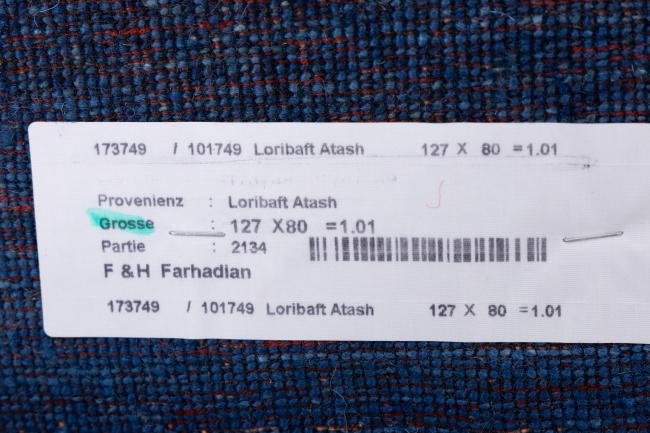 173749 / 101749 Loribaft Atash 127 X 80 =1.01
Provenienz : Loribaft Atash
Grosse : 127 X80 =1.01
Partie : 2134
F &H Farhadian
173749 / 101749 Loribaft Atash 127 X 80 =1.01